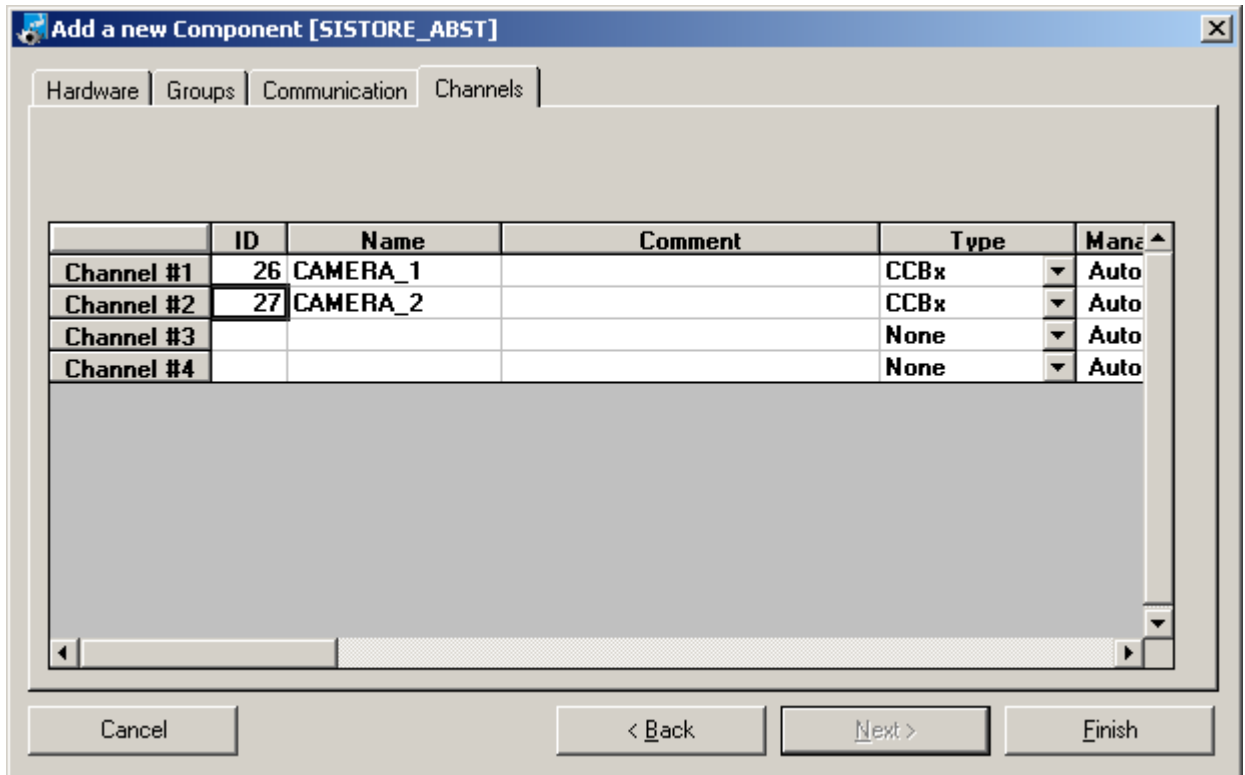 Add a new Component [SISTORE_ABST]
Hardware Groups Communication Channels
ID Name Comment Type Mana
Channel #1 26 CAMERA_1 CCBx Auto
Channel #2 27 CAMERA_2 CCBx Auto
Channel #3 None Auto
Channel #4 None Auto
Cancel < Back Next > Finish